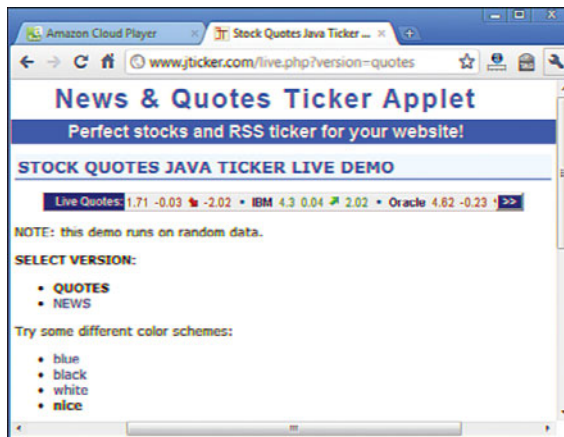 Amazon Cloud Player
Stock Quotes Java Ticker ...
www.jticker.com/live.php?version=quotes
News & Quotes Ticker Applet
Perfect stocks and RSS ticker for your website!
STOCK QUOTES JAVA TICKER LIVE DEMO
Live Quotes: 1.71 -0.03 -2.02 • IBM 4.3 0.04 2.02 • Oracle 4.62 -0.23 >>
NOTE: this demo runs on random data.
SELECT VERSION:
• QUOTES
• NEWS
Try some different color schemes:
• blue
• black
• white
• nice